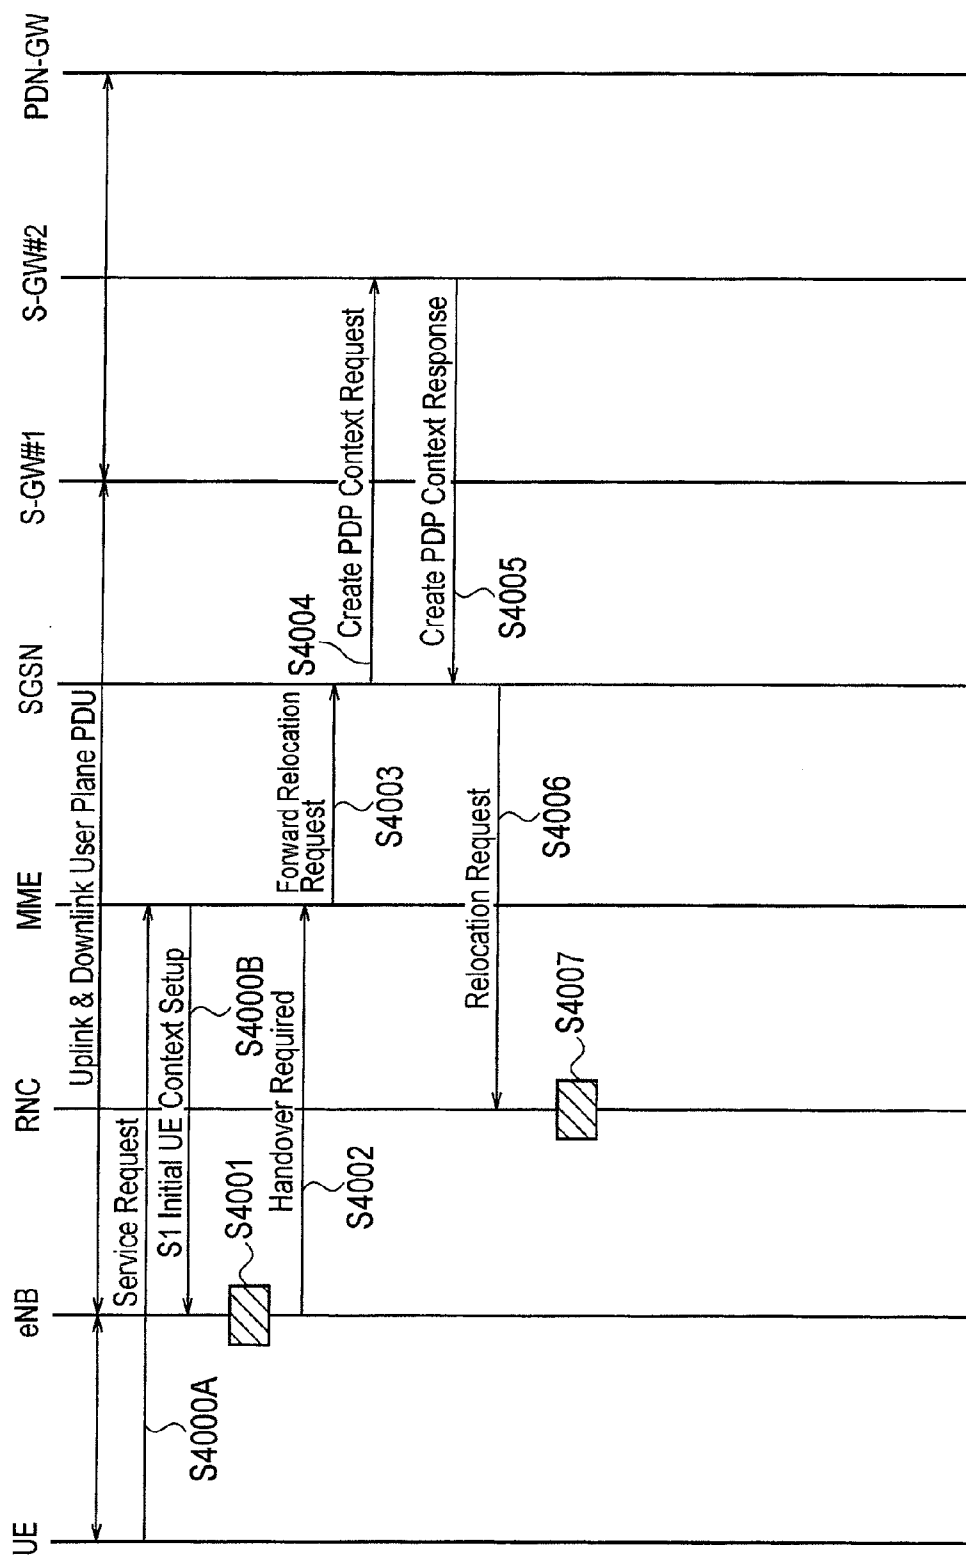 UE
eNB
RNC
MME
SGSN
S-GW#1
S-GW#2
PDN-GW
Uplink & Downlink User Plane PDU
Service Request
S4000A
S1 Initial UE Context Setup
S4000B
S4001
Handover Required
S4002
Forward Relocation
Request
S4003
S4004
Create PDP Context Request
Create PDP Context Response
S4005
Relocation Request
S4006
S4007